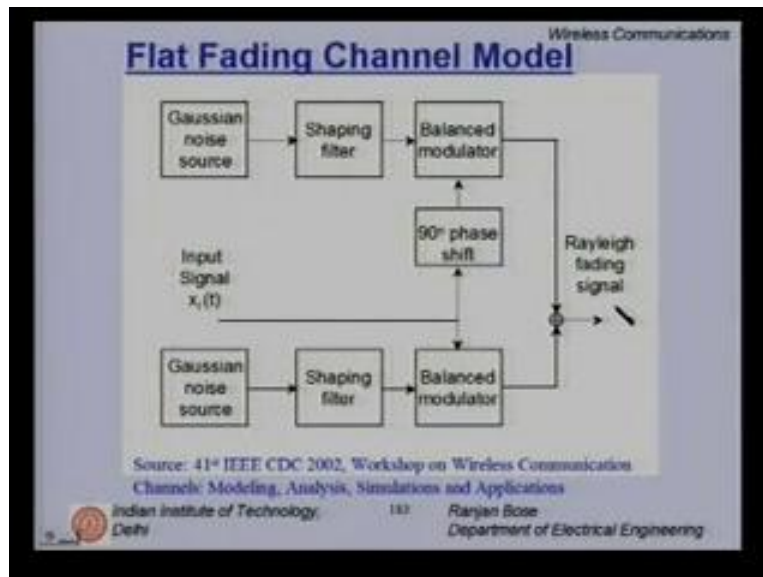 Wireless Communications
Flat Fading Channel Model
Gaussian
noise
source
Shaping
filter
Balanced
modulator
90° phase
shift
Input
Signal
x₁(t)
Rayleigh
fading
signal
Gaussian
noise
source
Shaping
filter
Balanced
modulator
Source: 41st IEEE CDC 2002, Workshop on Wireless Communication
Channels: Modeling, Analysis, Simulations and Applications
Indian Institute of Technology,
Delhi
183
Ranjan Bose
Department of Electrical Engineering